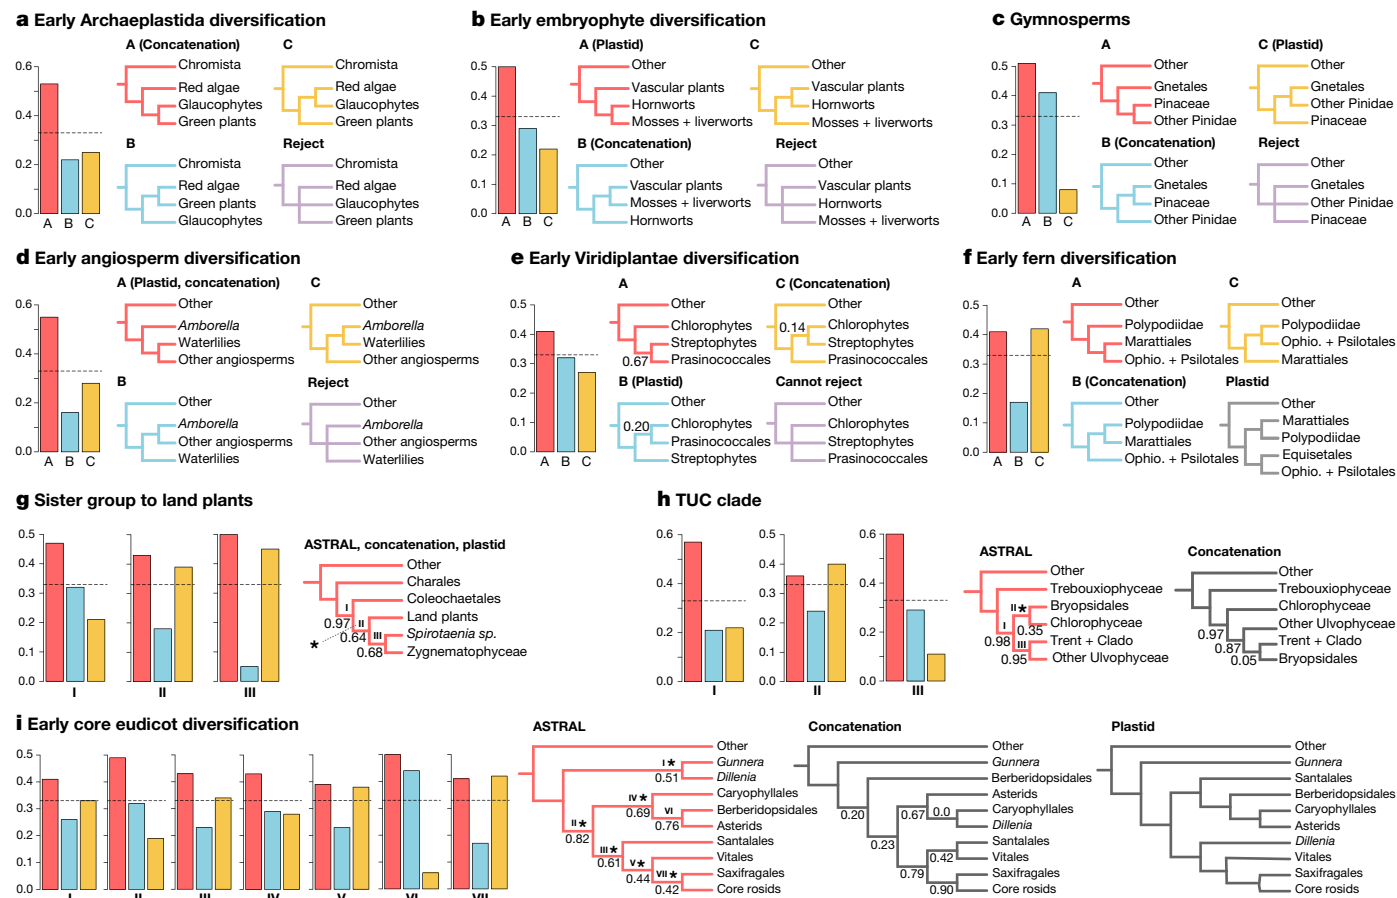 a Early Archaeplastida diversification
A (Concatenation)
C
0.6
0.4
0.2
0.0
A B C
Chromista
Red algae
Glaucophytes
Green plants
Chromista
Red algae
Glaucophytes
Green plants
B
Reject
Chromista
Red algae
Green plants
Glaucophytes
Chromista
Red algae
Glaucophytes
Green plants
b Early embryophyte diversification
A (Plastid)
C
0.5
0.4
0.3
0.2
0.1
0.0
A B C
Other
Vascular plants
Hornworts
Mosses + liverworts
Other
Vascular plants
Hornworts
Mosses + liverworts
B (Concatenation)
Reject
Other
Vascular plants
Mosses + liverworts
Hornworts
Other
Vascular plants
Hornworts
Mosses + liverworts
c Gymnosperms
A
C (Plastid)
0.5
0.4
0.3
0.2
0.1
0.0
A B C
Other
Gnetales
Pinaceae
Other Pinidae
Other
Gnetales
Other Pinidae
Pinaceae
B (Concatenation)
Reject
Other
Gnetales
Pinaceae
Other Pinidae
Other
Gnetales
Other Pinidae
Pinaceae
d Early angiosperm diversification
A (Plastid, concatenation)
C
0.6
0.4
0.2
0.0
A B C
Other
Amborella
Waterlilies
Other angiosperms
Other
Amborella
Waterlilies
Other angiosperms
B
Reject
Other
Amborella
Other angiosperms
Waterlilies
Other
Amborella
Other angiosperms
Waterlilies
e Early Viridiplantae diversification
A
C (Concatenation)
0.5
0.4
0.3
0.2
0.1
0.0
A B C
Other
Chlorophytes
Streptophytes
Prasinococcales
0.67
Other
0.14
Chlorophytes
Streptophytes
Prasinococcales
B (Plastid)
Cannot reject
Other
0.20
Chlorophytes
Prasinococcales
Streptophytes
Other
Chlorophytes
Streptophytes
Prasinococcales
f Early fern diversification
A
C
0.5
0.4
0.3
0.2
0.1
0.0
A B C
Other
Polypodiidae
Marattiales
Ophio. + Psilotales
Other
Polypodiidae
Ophio. + Psilotales
Marattiales
B (Concatenation)
Plastid
Other
Polypodiidae
Marattiales
Ophio. + Psilotales
Other
Marattiales
Polypodiidae
Equisetales
Ophio. + Psilotales
g Sister group to land plants
0.5
0.4
0.3
0.2
0.1
0.0
I II III
ASTRAL, concatenation, plastid
Other
Charales
Coleochaetales
Land plants
Spirotaenia sp.
Zygnematophyceae
I
0.97
II
0.64
III
0.68
*
h TUC clade
0.6
0.4
0.2
0.0
0.5
0.4
0.3
0.2
0.1
0.0
0.6
0.4
0.2
0.0
I II III
ASTRAL
Other
Trebouxiophyceae
Bryopsidales
Chlorophyceae
Trent + Clado
Other Ulvophyceae
I
0.98
II *
0.35
III
0.95
Concatenation
Other
Trebouxiophyceae
Chlorophyceae
Other Ulvophyceae
Trent + Clado
Bryopsidales
0.97
0.87
0.05
i Early core eudicot diversification
0.5
0.4
0.3
0.2
0.1
0.0
I II III IV V VI VII
ASTRAL
Other
Gunnera
Dillenia
Caryophyllales
Berberidopsidales
Asterids
Santalales
Vitales
Saxifragales
Core rosids
I *
0.51
IV *
0.69
VI
0.76
II *
0.82
III *
0.61
V *
0.44
VII *
0.42
Concatenation
Other
Gunnera
Berberidopsidales
Asterids
Caryophyllales
Dillenia
Santalales
Vitales
Saxifragales
Core rosids
0.20
0.67
0.0
0.23
0.42
0.79
0.90
Plastid
Other
Gunnera
Santalales
Berberidopsidales
Caryophyllales
Asterids
Dillenia
Vitales
Saxifragales
Core rosids